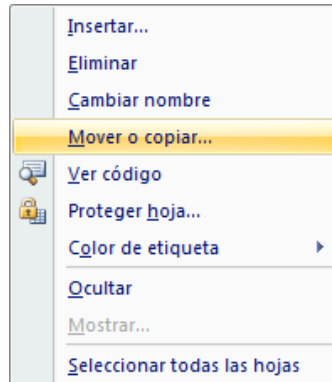 Insertar...
Eliminar
Cambiar nombre
Mover o copiar...
Ver código
Proteger hoja...
Color de etiqueta
Ocultar
Mostrar...
Seleccionar todas las hojas